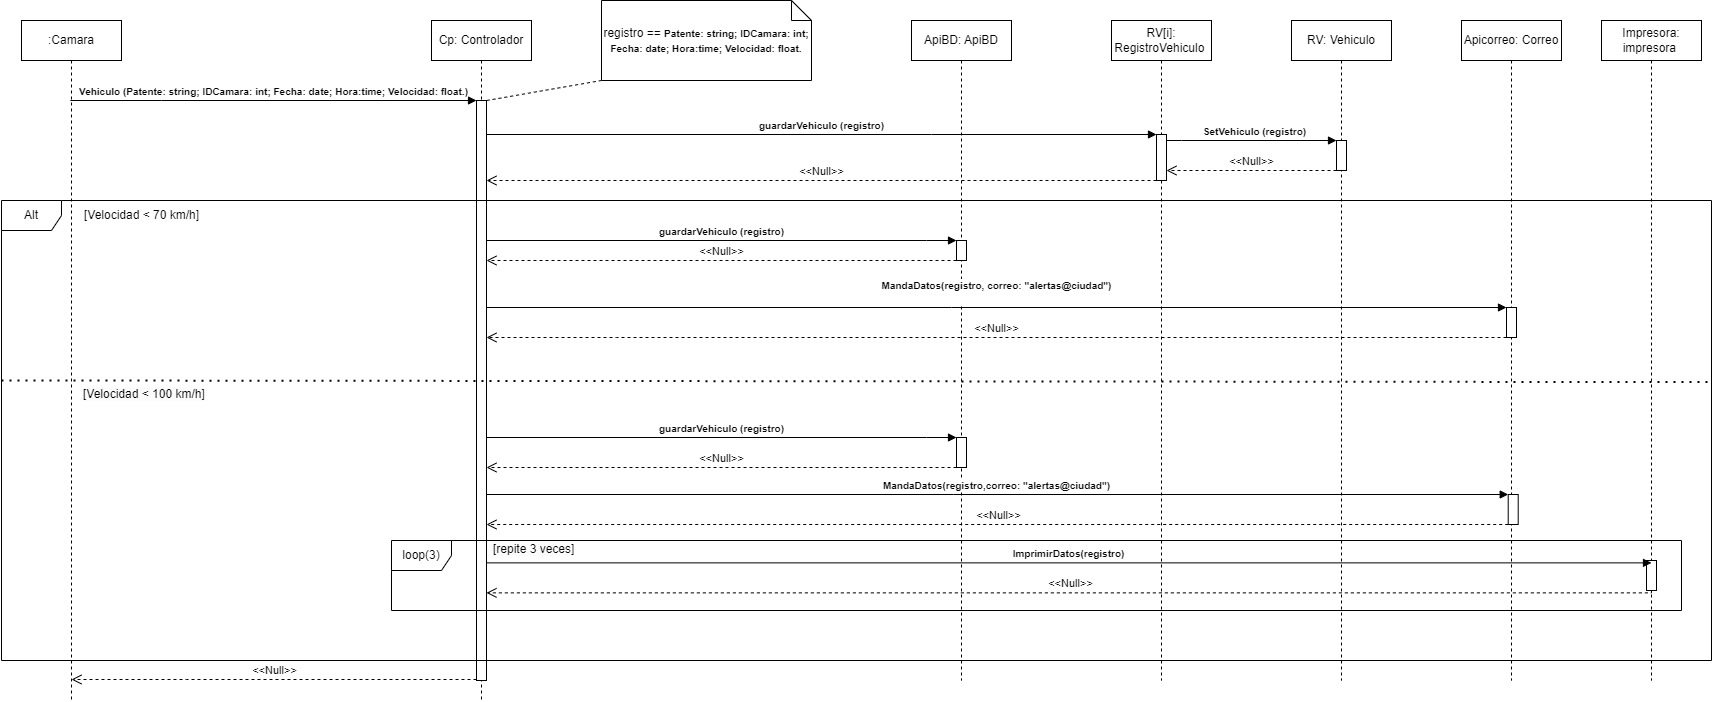 :Camara
Cp: Controlador
registro == Patente: string; IDCamara: int;
Fecha: date; Hora:time; Velocidad: float.
ApiBD: ApiBD
RV[i]:
RegistroVehiculo
RV: Vehiculo
Apicorreo: Correo
Impresora:
impresora
Vehiculo (Patente: string; IDCamara: int; Fecha: date; Hora:time; Velocidad: float.)
guardarVehiculo (registro)
SetVehiculo (registro)
<<Null>>
<<Null>>
Alt
[Velocidad < 70 km/h]
guardarVehiculo (registro)
<<Null>>
MandaDatos(registro, correo: "alertas@ciudad")
<<Null>>
[Velocidad < 100 km/h]
guardarVehiculo (registro)
<<Null>>
MandaDatos(registro,correo: "alertas@ciudad")
<<Null>>
loop(3)
[repite 3 veces]
ImprimirDatos(registro)
<<Null>>
<<Null>>